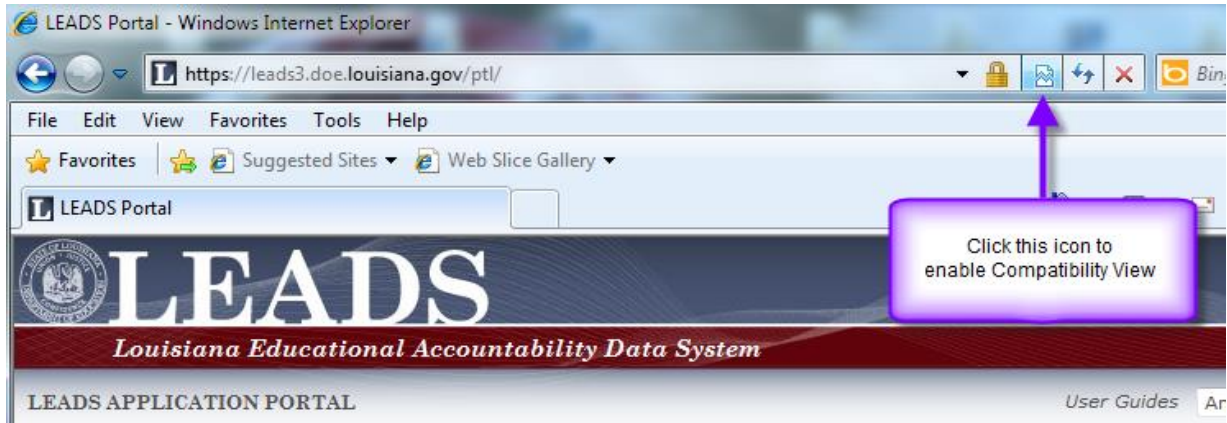 LEADS Portal - Windows Internet Explorer
https://leads3.doe.louisiana.gov/ptl/
File Edit View Favorites Tools Help
Favorites Suggested Sites Web Slice Gallery
LEADS Portal
Click this icon to
enable Compatibility View
LEADS
Louisiana Educational Accountability Data System
LEADS APPLICATION PORTAL User Guides